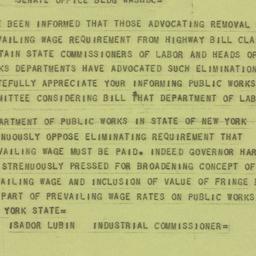 SENATE OFFICE BLDG WASHDC=
BEEN INFORMED THAT THOSE ADVOCATING REMOVAL
VAILING WAGE REQUIREMENT FROM HIGHWAY BILL CLA
TAIN STATE COMMISSIONERS OF LABOR AND HEADS OF
KS DEPARTMENTS HAVE ADVOCATED SUCH ELIMINATION
TEFULLY APPRECIATE YOUR INFORMING PUBLIC WORKS
MITTEE CONSIDERING BILL THAT DEPARTMENT OF LAB
ARTMENT OF PUBLIC WORKS IN STATE OF NEW YORK
NUOUSLY OPPOSE ELIMINATING REQUIREMENT THAT
VAILING WAGE MUST BE PAID. INDEED GOVERNOR HAR
STRENUOUSLY PRESSED FOR BROADENING CONCEPT OF
AILING WAGE AND INCLUSION OF VALUE OF FRINGE B
PART OF PREVAILING WAGE RATES ON PUBLIC WORKS
YORK STATE=
ISADOR LUBIN INDUSTRIAL COMMISSIONER=